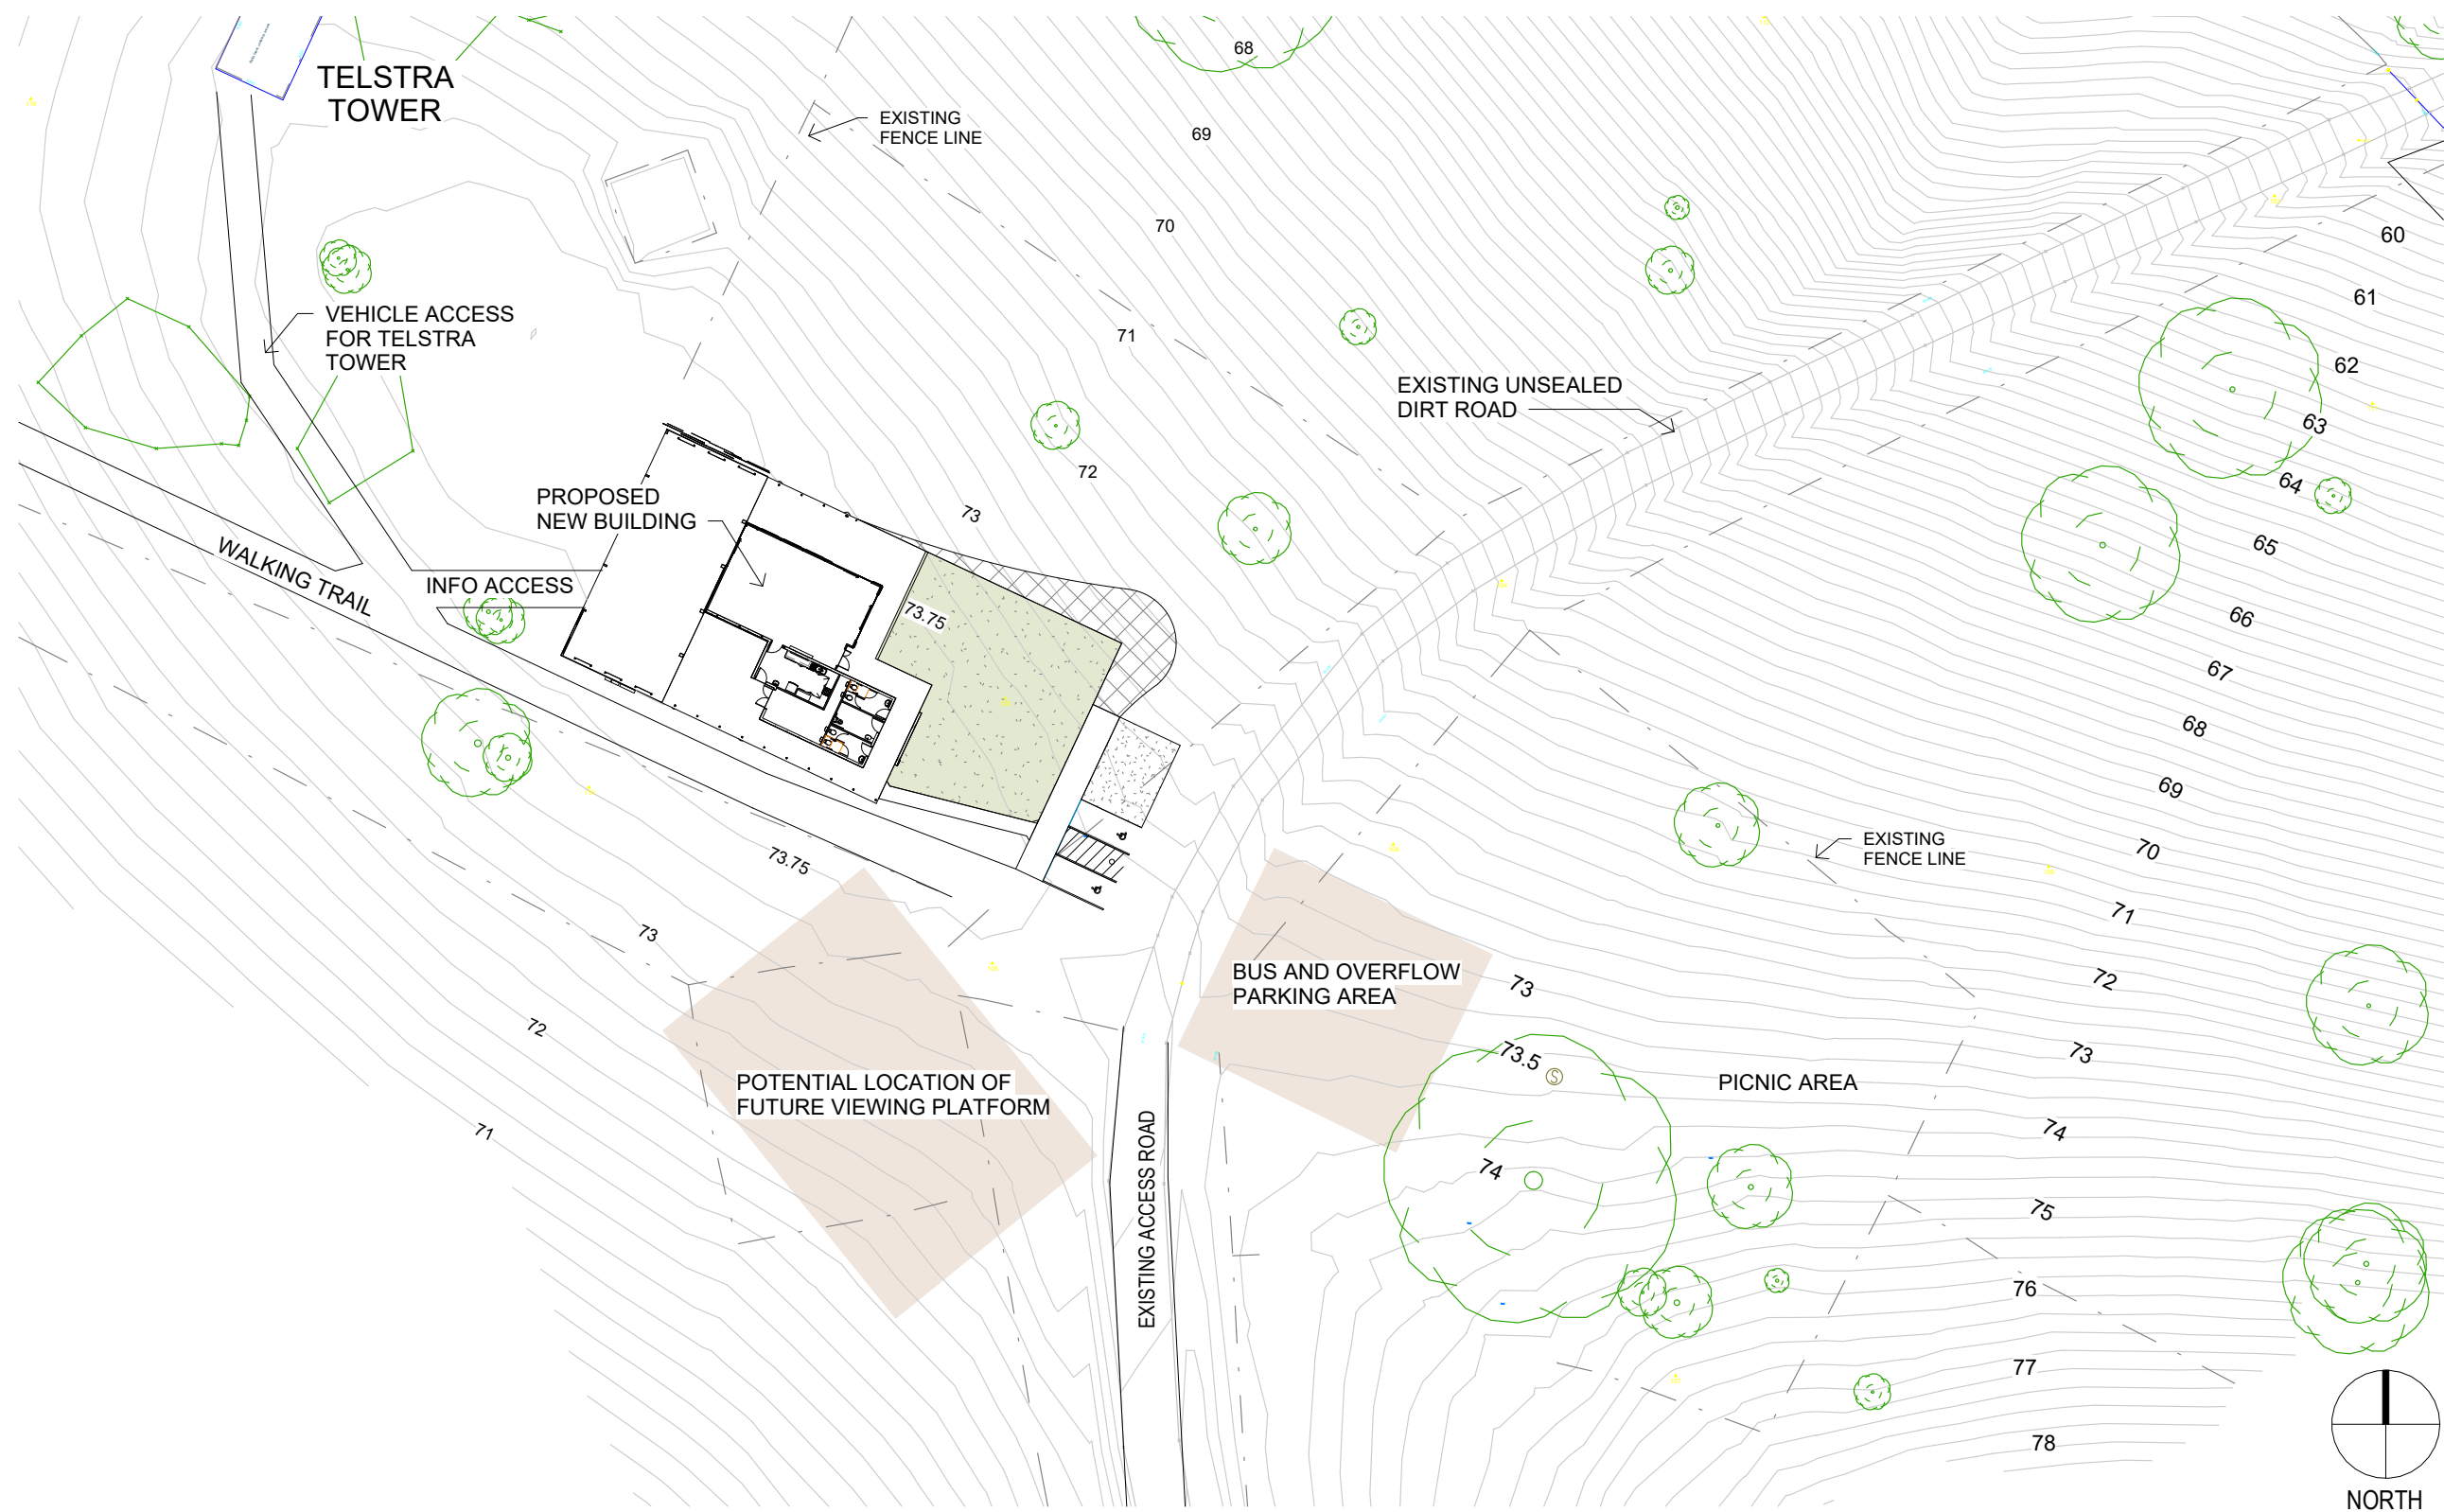 TELSTRA
TOWER
68
EXISTING
FENCE LINE
69
70
60
61
VEHICLE ACCESS
FOR TELSTRA
TOWER
71
62
EXISTING UNSEALED
DIRT ROAD
63
72
64
PROPOSED
NEW BUILDING
73
65
WALKING TRAIL
INFO ACCESS
73.75
66
67
68
69
73.75
EXISTING
FENCE LINE
70
71
73
BUS AND OVERFLOW
PARKING AREA
73
72
72
73.5
S
73
POTENTIAL LOCATION OF
FUTURE VIEWING PLATFORM
PICNIC AREA
71
74
EXISTING ACCESS ROAD
74
75
76
77
78
NORTH